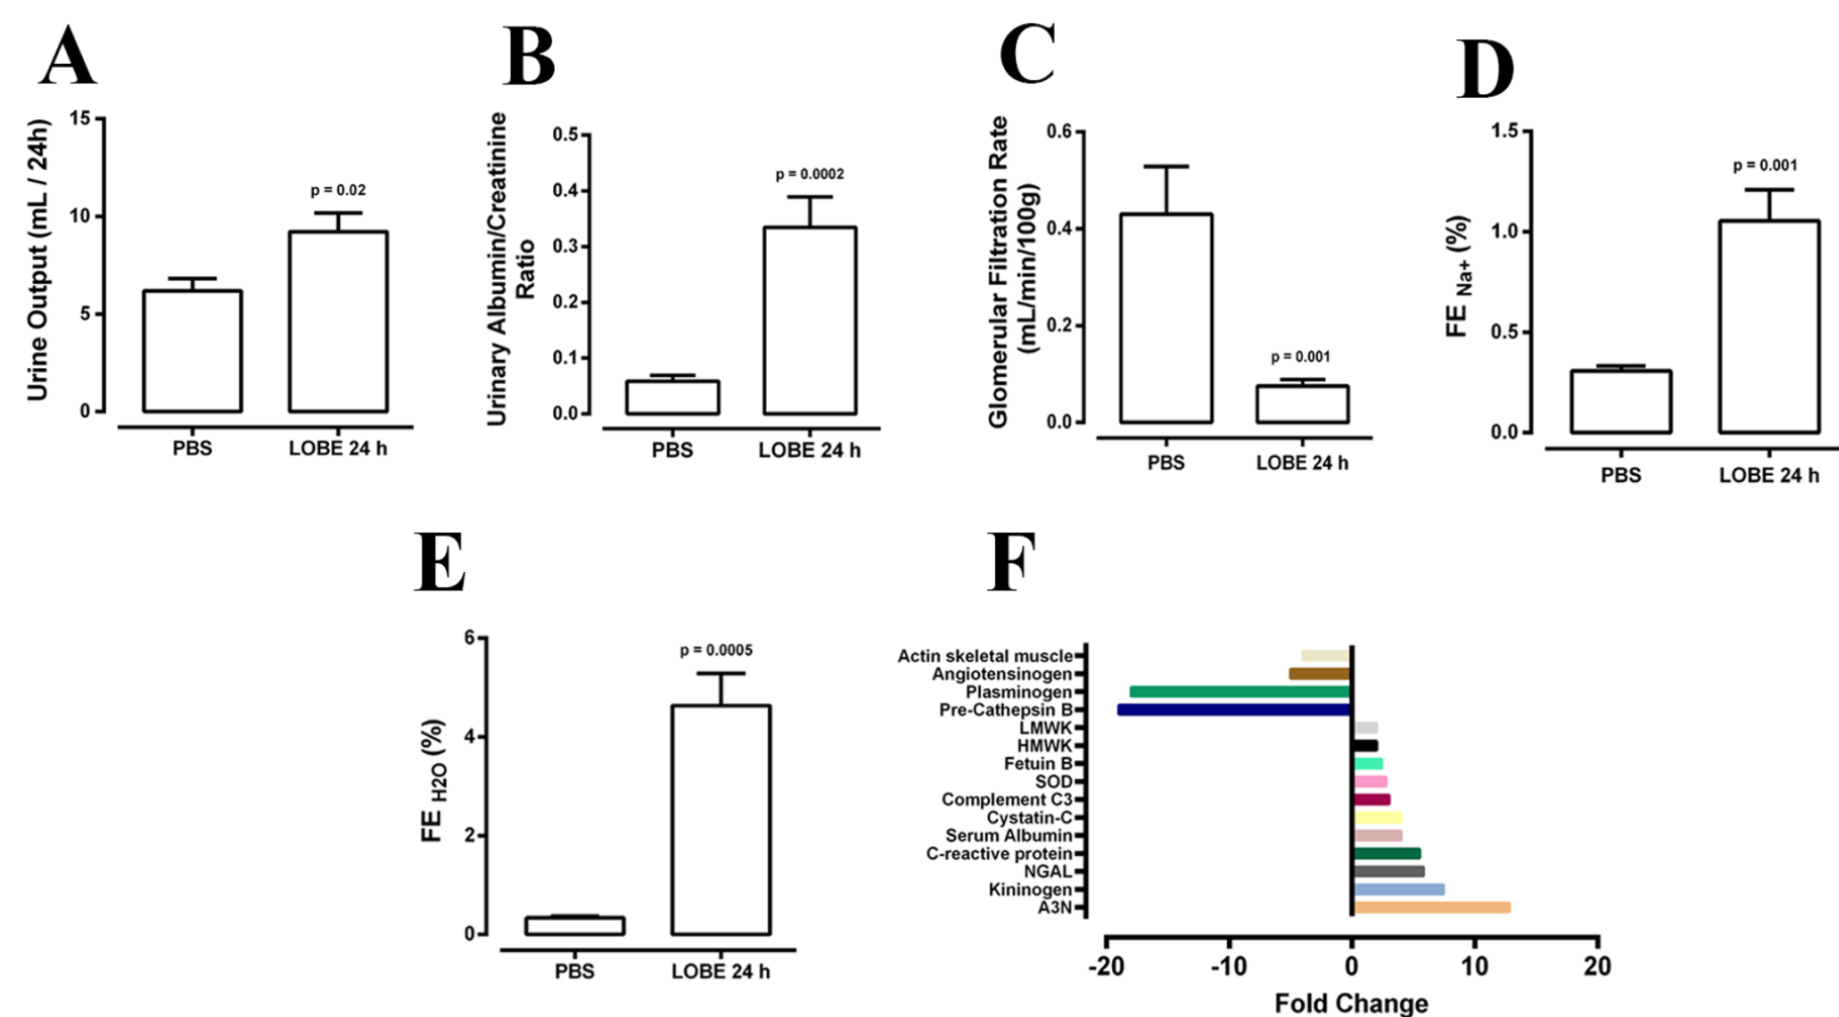 A
Urine Output (mL / 24h)
15
10
5
0
p = 0.02
PBS
LOBE 24 h
B
Urinary Albumin/Creatinine
Ratio
0.5
0.4
0.3
0.2
0.1
0.0
p = 0.0002
PBS
LOBE 24 h
C
Glomerular Filtration Rate
(mL/min/100g)
0.6
0.4
0.2
0.0
p = 0.001
PBS
LOBE 24 h
D
FE Na+ (%)
1.5
1.0
0.5
0.0
p = 0.001
PBS
LOBE 24 h
E
FE H2O (%)
6
4
2
0
p = 0.0005
PBS
LOBE 24 h
F
Actin skeletal muscle
Angiotensinogen
Plasminogen
Pre-Cathepsin B
LMWK
HMWK
Fetuin B
SOD
Complement C3
Cystatin-C
Serum Albumin
C-reactive protein
NGAL
Kininogen
A3N
-20
-10
0
10
20
Fold Change